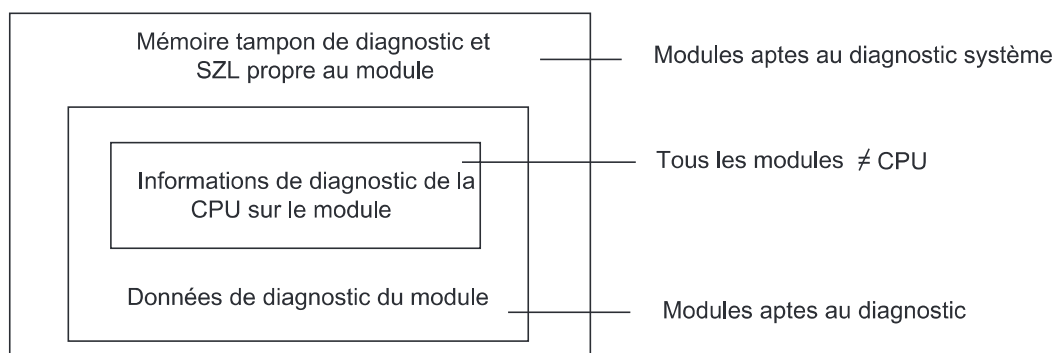 Mémoire tampon de diagnostic et
SZL propre au module
Modules aptes au diagnostic système
Tous les modules ≠ CPU
Informations de diagnostic de la
CPU sur le module
Données de diagnostic du module
Modules aptes au diagnostic